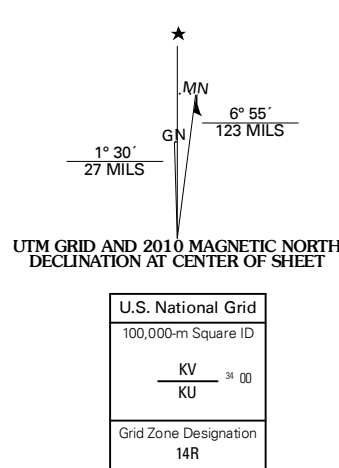 MN
6° 55´
123 MILS
GN
1° 30´
27 MILS
UTM GRID AND 2010 MAGNETIC NORTH
DECLINATION AT CENTER OF SHEET
U.S. National Grid
100,000-m Square ID
KV
34 00
KU
Grid Zone Designation
14R